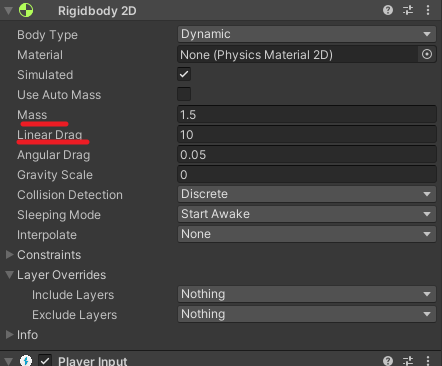 Rigidbody 2D
Body Type Dynamic
Material None (Physics Material 2D)
Simulated
Use Auto Mass
Mass 1.5
Linear Drag 10
Angular Drag 0.05
Gravity Scale 0
Collision Detection Discrete
Sleeping Mode Start Awake
Interpolate None
Constraints
Layer Overrides
Include Layers Nothing
Exclude Layers Nothing
Info
Player Input